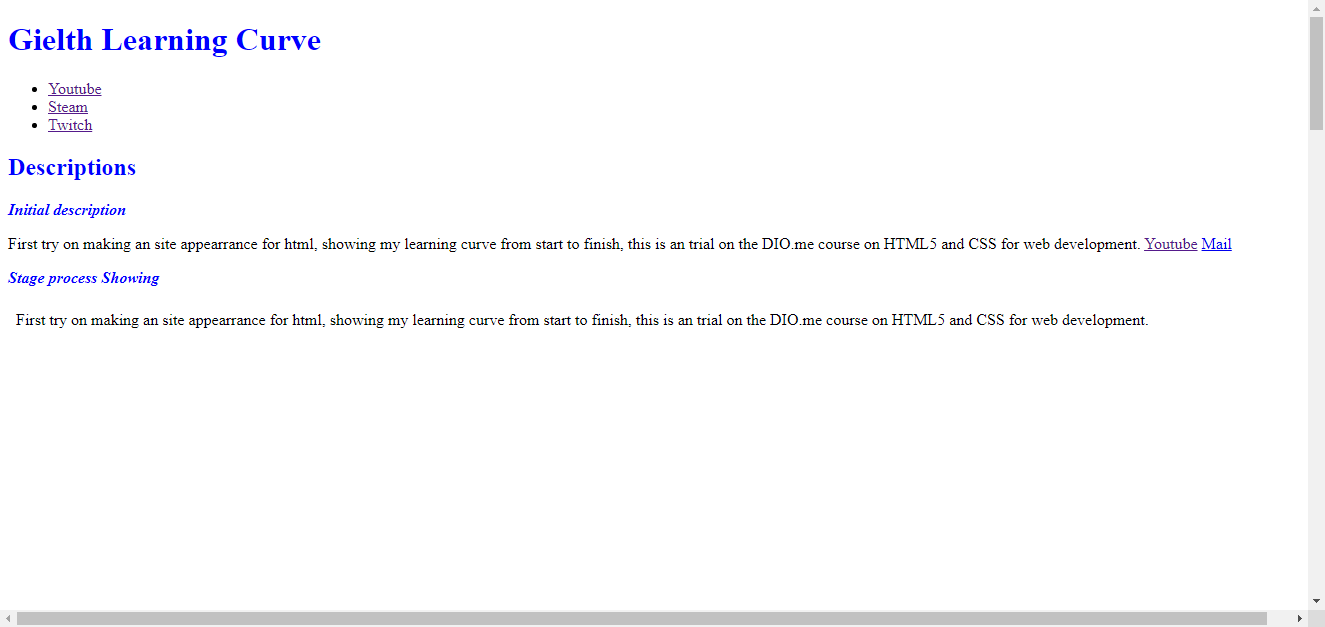 Gielth Learning Curve
Youtube
Steam
Twitch
Descriptions
Initial description
First try on making an site appearrance for html, showing my learning curve from start to finish, this is an trial on the DIO.me course on HTML5 and CSS for web development. Youtube Mail
Stage process Showing
First try on making an site appearrance for html, showing my learning curve from start to finish, this is an trial on the DIO.me course on HTML5 and CSS for web development.